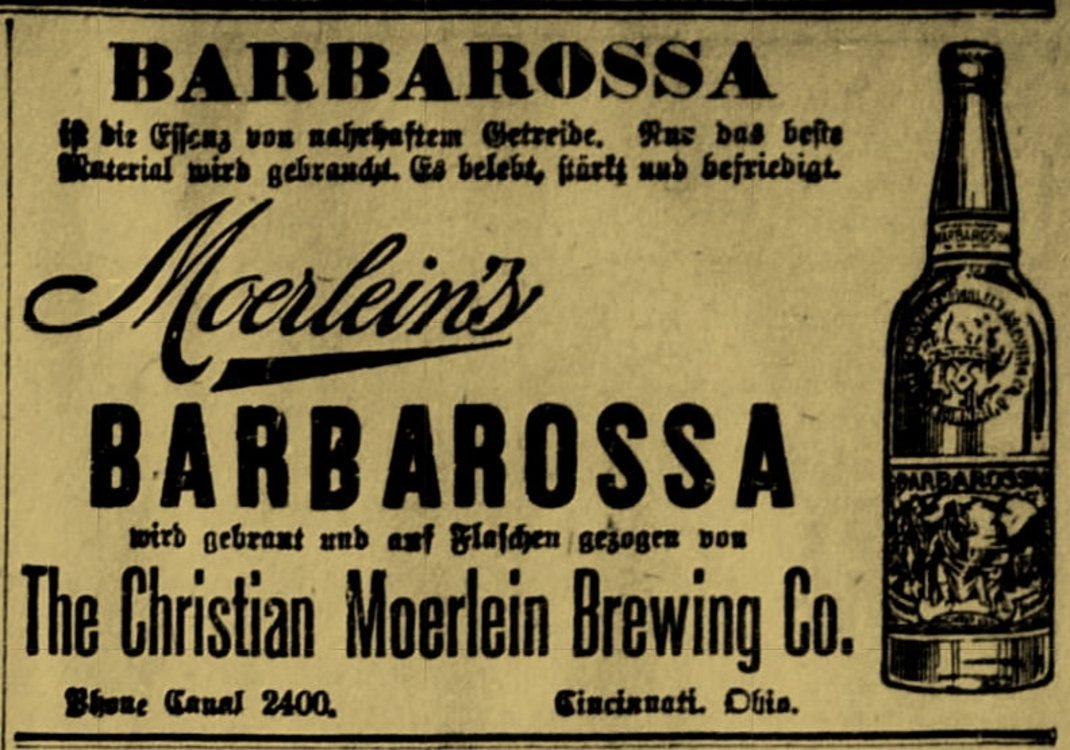 BARBAROSSA
ist die Essenz von nahrhaftem Getreide. Nur das beste
Material wird gebraucht. Es belebt, stärkt und befriedigt.
Moerlein's
BARBAROSSA
wird gebraut und auf Flaschen gezogen von
The Christian Moerlein Brewing Co.
Phone Canal 2400.
Cincinnati. Ohio.
BARBAROSSA
BARBAROSSA